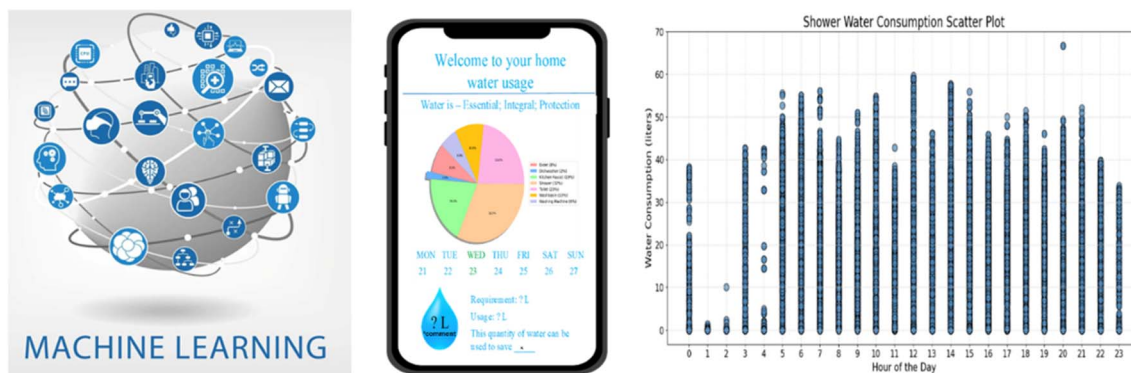 MACHINE LEARNING
Welcome to your home
water usage
Water is – Essential; Integral; Protection
MON TUE WED THU FRI SAT SUN
21 22 23 24 25 26 27
? L
*comment
Requirment: ? L
Usage: ? L
This quantity of water can be
used to save
Shower Water Consumption Scatter Plot
Water Consumption (liters)
70
60
50
40
30
20
10
0
0 1 2 3 4 5 6 7 8 9 10 11 12 13 14 15 16 17 18 19 20 21 22 23
Hour of the Day